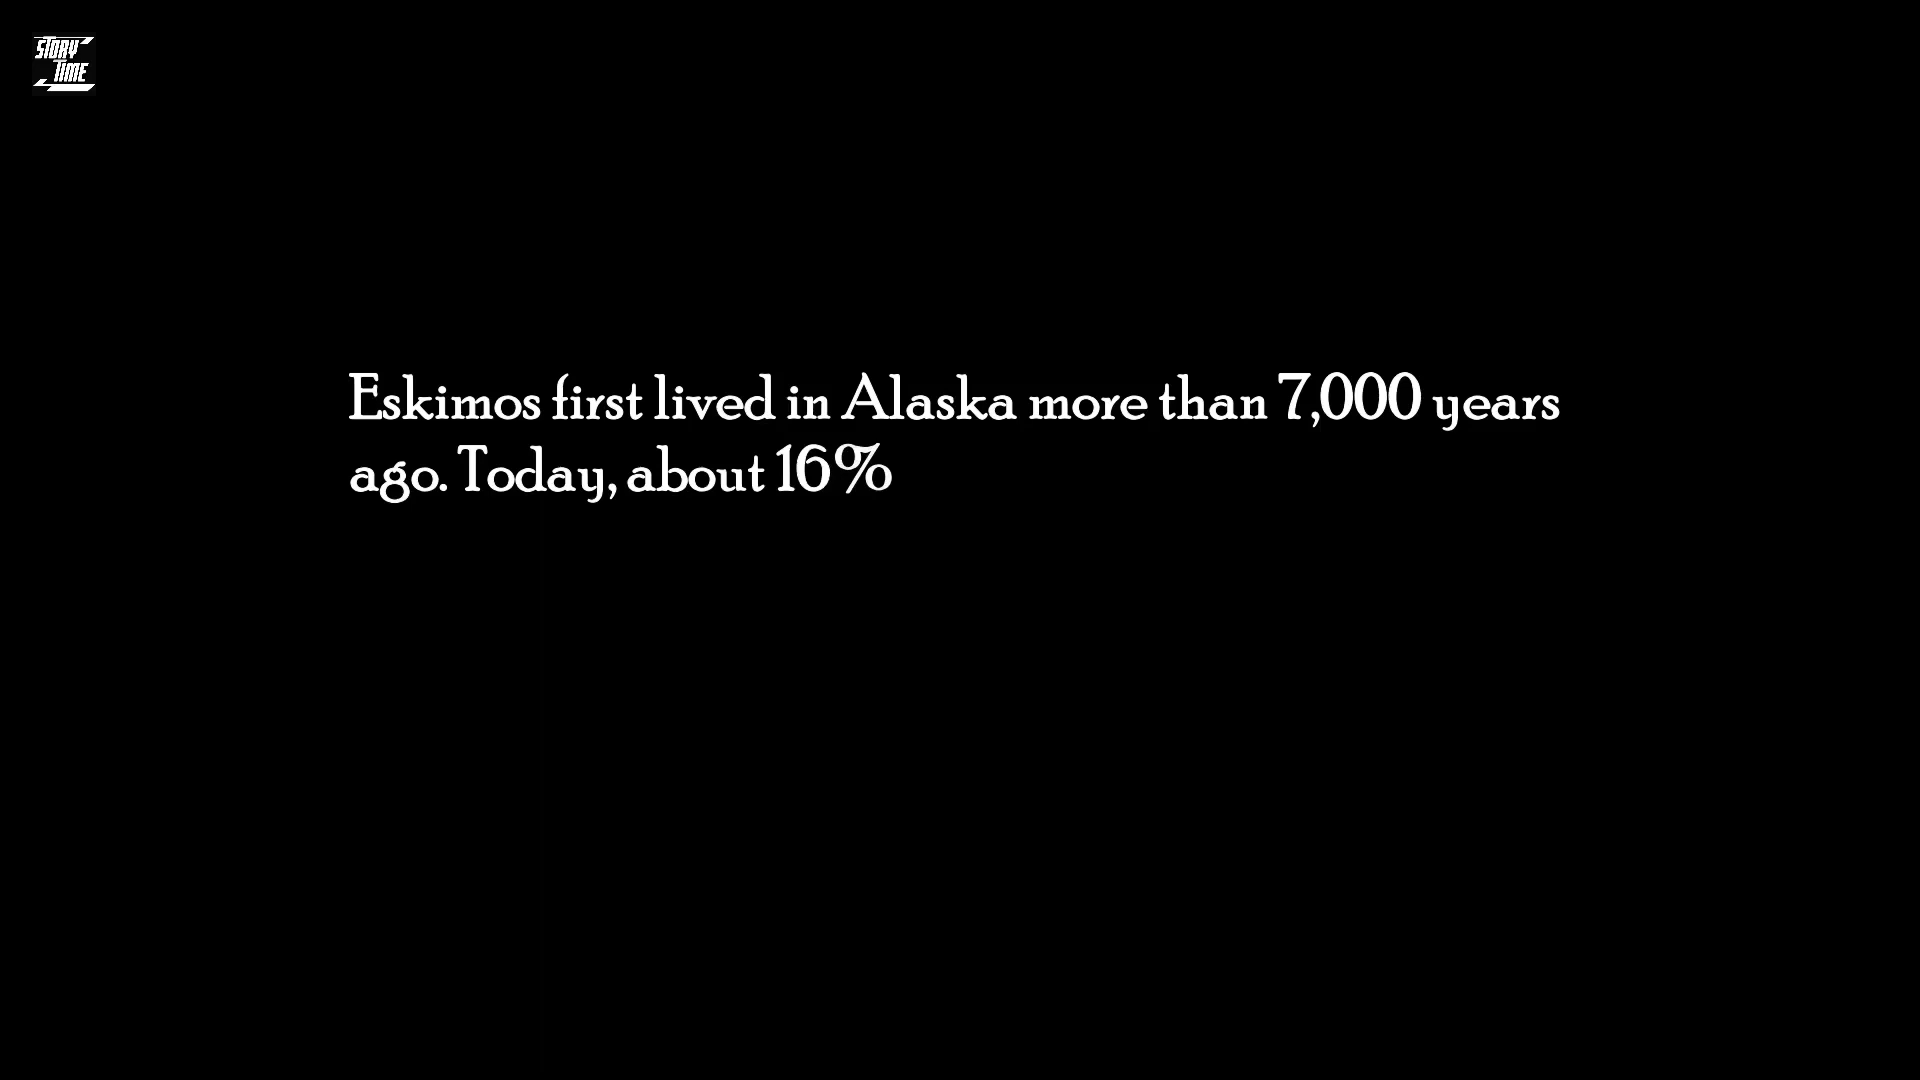 STORY
TIME
Eskimos first lived in Alaska more than 7,000 years
ago. Today, about 16%